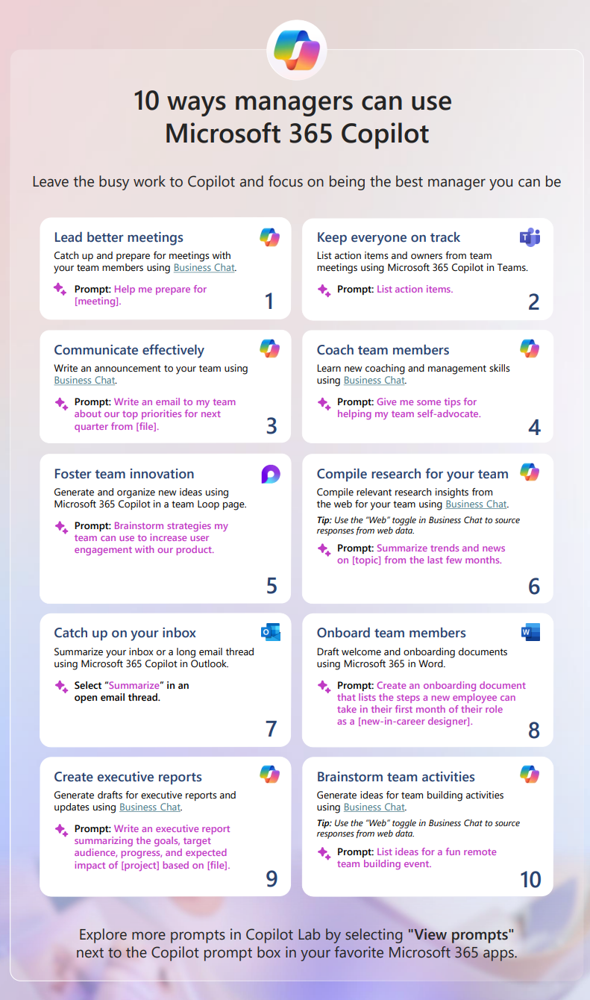 10 ways managers can use
Microsoft 365 Copilot
Leave the busy work to Copilot and focus on being the best manager you can be
Lead better meetings
Catch up and prepare for meetings with
your team members using Business Chat.
Prompt: Help me prepare for
[meeting].
1
Keep everyone on track
List action items and owners from team
meetings using Microsoft 365 Copilot in Teams.
Prompt: List action items.
2
Communicate effectively
Write an announcement to your team using
Business Chat.
Prompt: Write an email to my team
about our top priorities for next
quarter from [file].
3
Coach team members
Learn new coaching and management skills
using Business Chat.
Prompt: Give me some tips for
helping my team self-advocate.
4
Foster team innovation
Generate and organize new ideas using
Microsoft 365 Copilot in a team Loop page.
Prompt: Brainstorm strategies my
team can use to increase user
engagement with our product.
5
Compile research for your team
Compile relevant research insights from
the web for your team using Business Chat.
Tip: Use the “Web” toggle in Business Chat to source
responses from web data.
Prompt: Summarize trends and news
on [topic] from the last few months.
6
Catch up on your inbox
Summarize your inbox or a long email thread
using Microsoft 365 Copilot in Outlook.
Select “Summarize” in an
open email thread.
7
Onboard team members
Draft welcome and onboarding documents
using Microsoft 365 in Word.
Prompt: Create an onboarding document
that lists the steps a new employee can
take in their first month of their role
as a [new-in-career designer].
8
Create executive reports
Generate drafts for executive reports and
updates using Business Chat.
Prompt: Write an executive report
summarizing the goals, target
audience, progress, and expected
impact of [project] based on [file].
9
Brainstorm team activities
Generate ideas for team building activities
using Business Chat.
Tip: Use the “Web” toggle in Business Chat to source
responses from web data.
Prompt: List ideas for a fun remote
team building event.
10
Explore more prompts in Copilot Lab by selecting "View prompts"
next to the Copilot prompt box in your favorite Microsoft 365 apps.